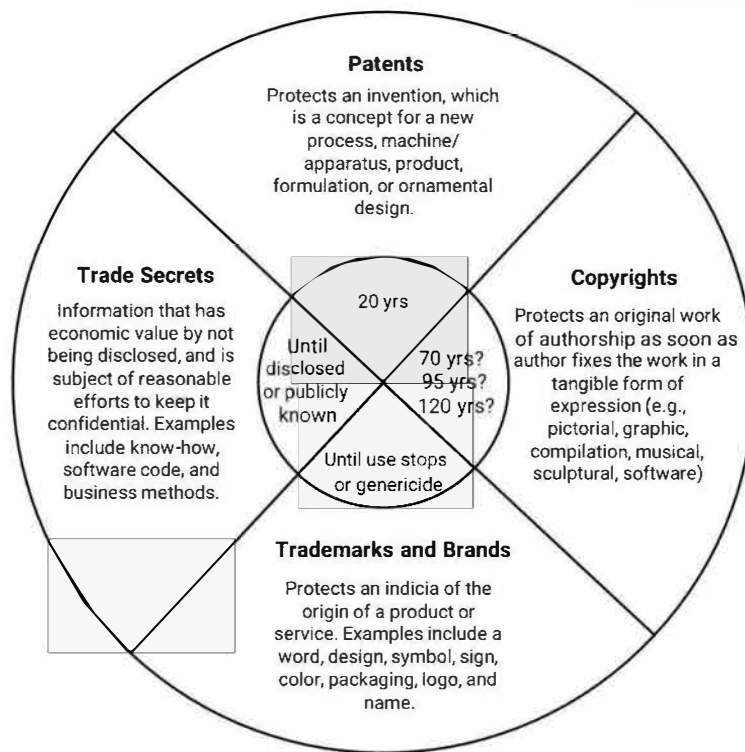 Patents
Protects an invention, which
is a concept for a new
process, machine/
apparatus, product,
formulation, or ornamental
design.
Trade Secrets
Information that has
economic value by not
being disclosed, and is
subject of reasonable
efforts to keep it
confidential. Examples
include know-how,
software code, and
business methods.
20 yrs
Until
disclosed
or publicly
known
70 yrs?
95 yrs?
120 yrs?
Until use stops
or genericide
Copyrights
Protects an original work
of authorship as soon as
author fixes the work in a
tangible form of
expression (e.g.,
pictorial, graphic,
compilation, musical,
sculptural, software)
Trademarks and Brands
Protects an indicia of the
origin of a product or
service. Examples include a
word, design, symbol, sign,
color, packaging, logo, and
name.